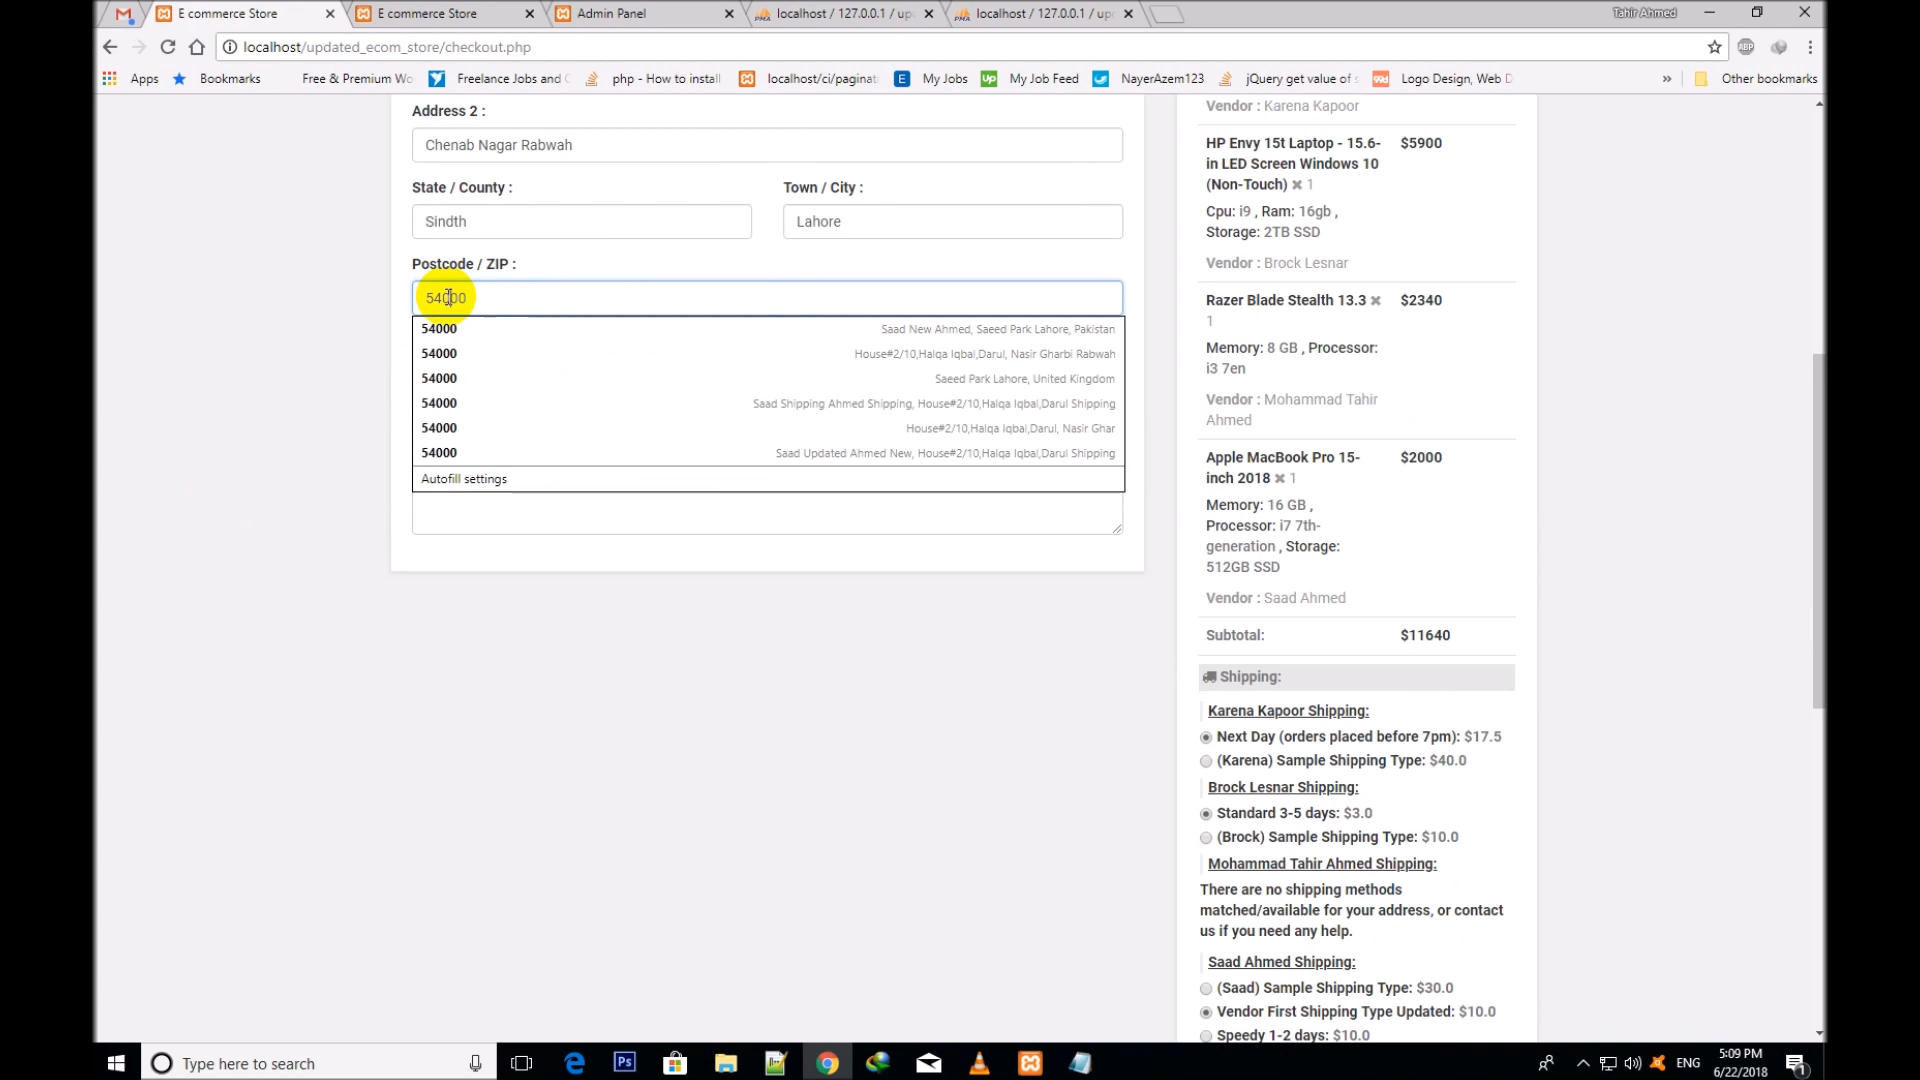 E commerce Store
E commerce Store
Admin Panel
localhost / 127.0.0.1 / up
localhost / 127.0.0.1 / up
Tahir Ahmed
localhost/updated_ecom_store/checkout.php
Apps
Bookmarks
Free & Premium Wo
Freelance Jobs and
php - How to install
localhost/ci/paginati
My Jobs
My Job Feed
NayerAzem123
jQuery get value of s
Logo Design, Web D
Other bookmarks
Address 2 :
Chenab Nagar Rabwah
State / County :
Town / City :
Sindth
Lahore
Postcode / ZIP :
54000
54000 Saad New Ahmed, Saeed Park Lahore, Pakistan
54000 House#2/10,Halqa Iqbal,Darul, Nasir Gharbi Rabwah
54000 Saeed Park Lahore, United Kingdom
54000 Saad Shipping Ahmed Shipping, House#2/10,Halqa Iqbal,Darul Shipping
54000 House#2/10,Halqa Iqbal,Darul, Nasir Ghar
54000 Saad Updated Ahmed New, House#2/10,Halqa Iqbal,Darul Shipping
Autofill settings
Vendor : Karena Kapoor
HP Envy 15t Laptop - 15.6- $5900
in LED Screen Windows 10
(Non-Touch) ✖ 1
Cpu: i9 , Ram: 16gb ,
Storage: 2TB SSD
Vendor : Brock Lesnar
Razer Blade Stealth 13.3 ✖ $2340
1
Memory: 8 GB , Processor:
i3 7en
Vendor : Mohammad Tahir
Ahmed
Apple MacBook Pro 15- $2000
inch 2018 ✖ 1
Memory: 16 GB ,
Processor: i7 7th-
generation , Storage:
512GB SSD
Vendor : Saad Ahmed
Subtotal: $11640
Shipping:
Karena Kapoor Shipping:
Next Day (orders placed before 7pm): $17.5
(Karena) Sample Shipping Type: $40.0
Brock Lesnar Shipping:
Standard 3-5 days: $3.0
(Brock) Sample Shipping Type: $10.0
Mohammad Tahir Ahmed Shipping:
There are no shipping methods
matched/available for your address, or contact
us if you need any help.
Saad Ahmed Shipping:
(Saad) Sample Shipping Type: $30.0
Vendor First Shipping Type Updated: $10.0
Speedy 1-2 days: $10.0
Type here to search
ENG
5:09 PM
6/22/2018